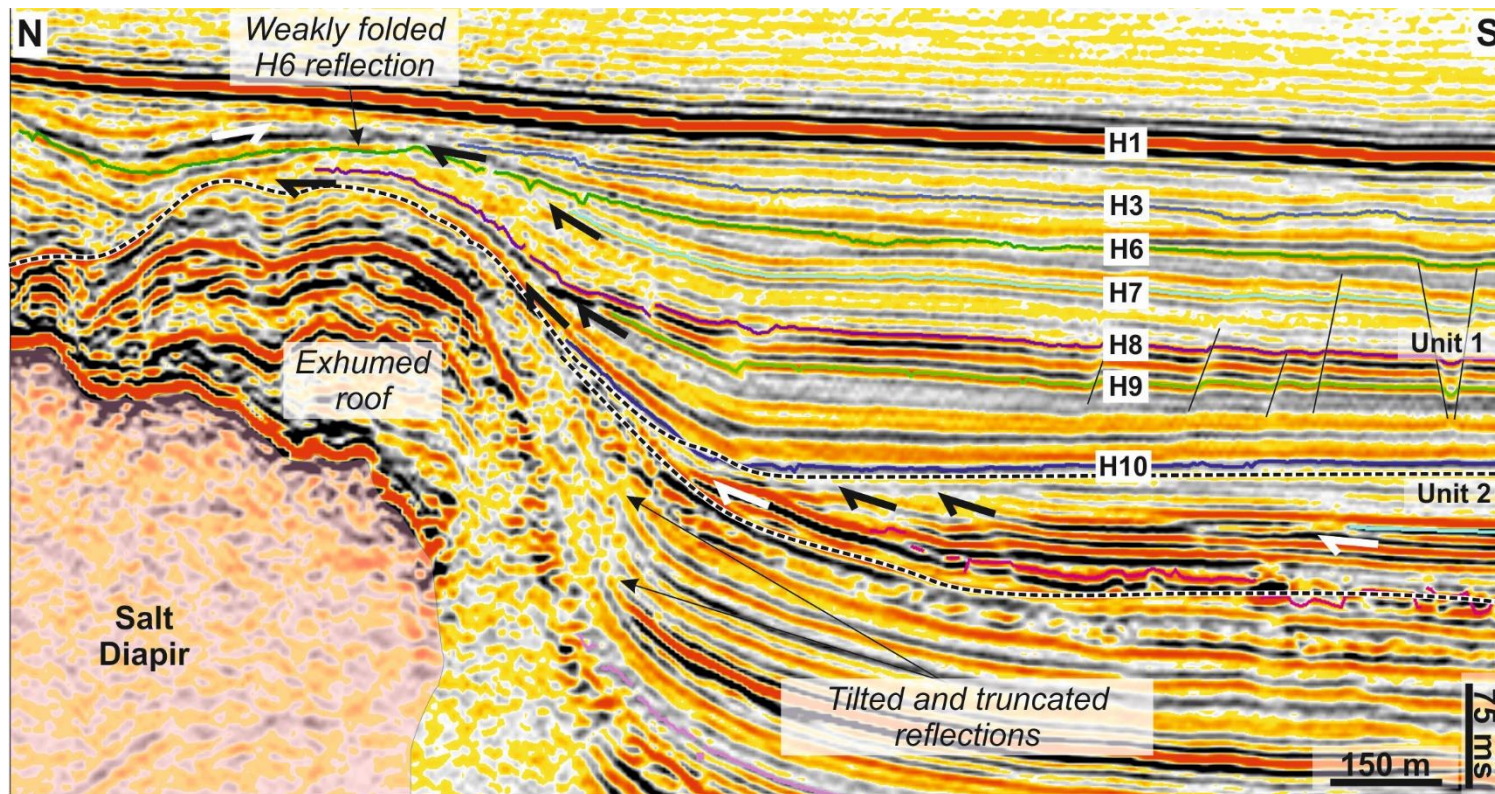 N
S
Weakly folded
H6 reflection
H1
H3
H6
H7
H8
Unit 1
H9
Exhumed
roof
H10
Unit 2
Salt
Diapir
Tilted and truncated
reflections
150 m
75 ms